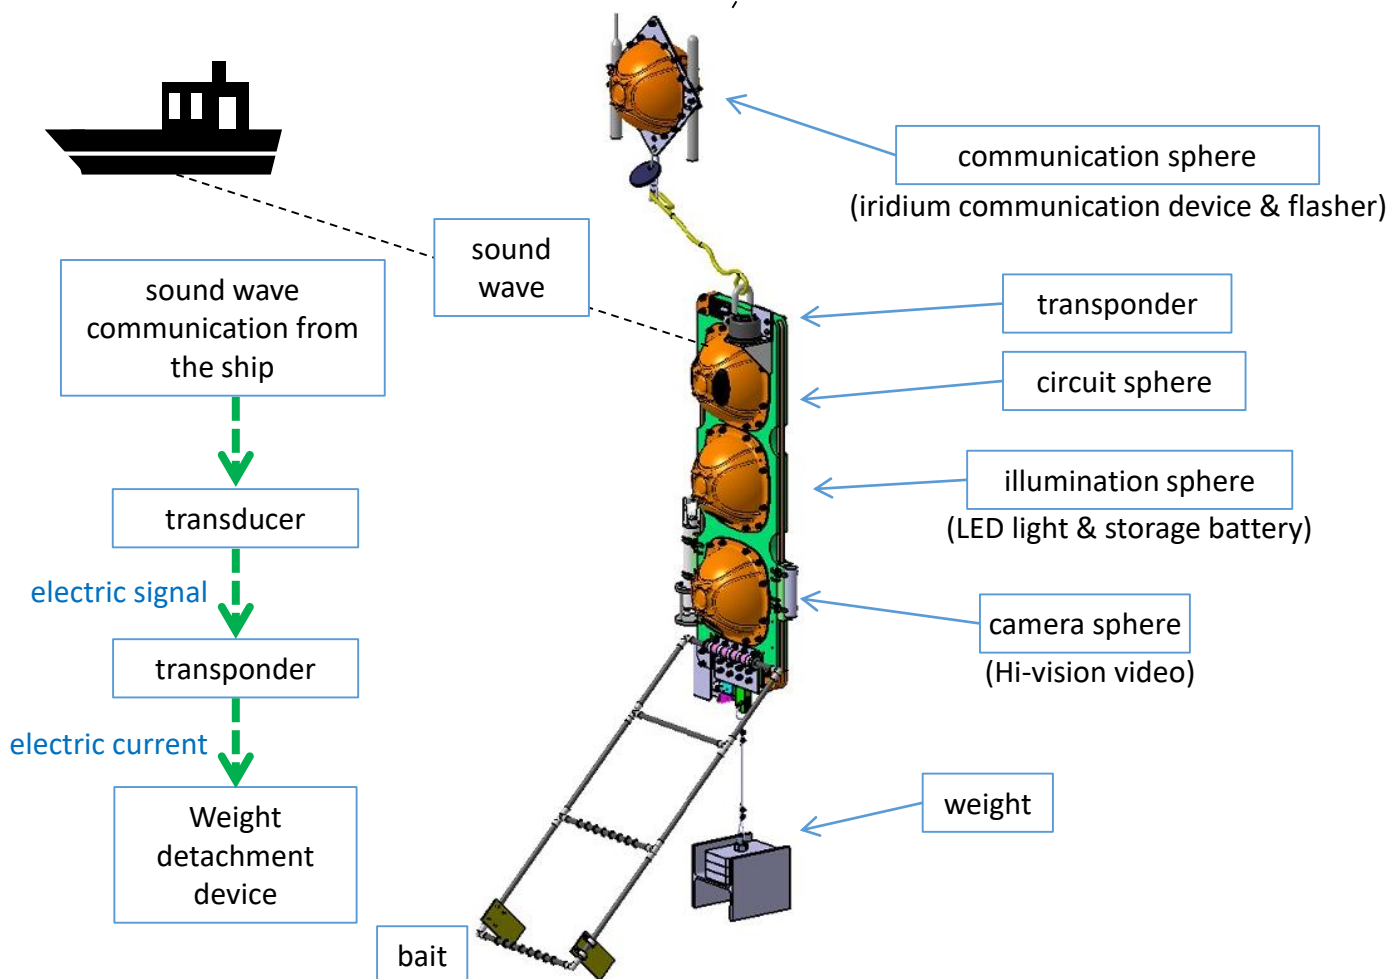 communication sphere
(iridium communication device & flasher)
sound
wave
sound wave
communication from
the ship
transponder
circuit sphere
illumination sphere
(LED light & storage battery)
transducer
electric signal
camera sphere
(Hi-vision video)
transponder
electric current
Weight
detachment
device
weight
bait